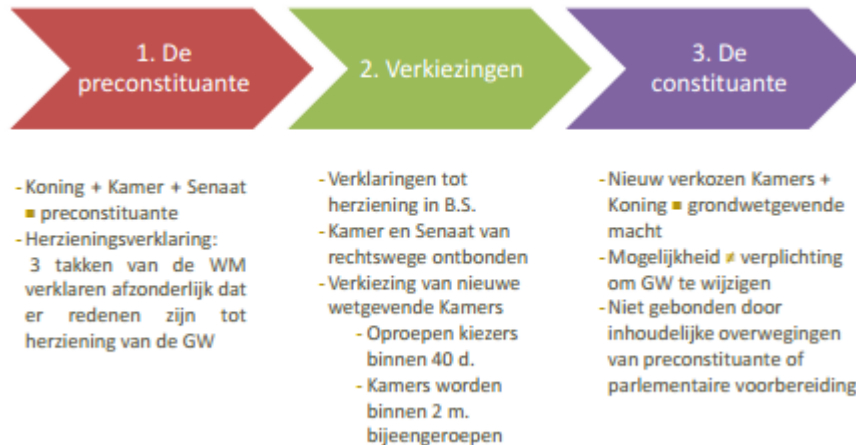 1. De
preconstituante
2. Verkiezingen
3. De
constituante
- Koning + Kamer + Senaat
= preconstituante
- Herzieningsverklaring:
3 takken van de WM
verklaren afzonderlijk dat
er redenen zijn tot
herziening van de GW
- Verklaringen tot
herziening in B.S.
- Kamer en Senaat van
rechtswege ontbonden
- Verkiezing van nieuwe
wetgevende Kamers
- Oproepen kiezers
binnen 40 d.
- Kamers worden
binnen 2 m.
bijeengeroepen
- Nieuw verkozen Kamers +
Koning = grondwetgevende
macht
- Mogelijkheid ≠ verplichting
om GW te wijzigen
- Niet gebonden door
inhoudelijke overwegingen
van preconstituante of
parlementaire voorbereiding